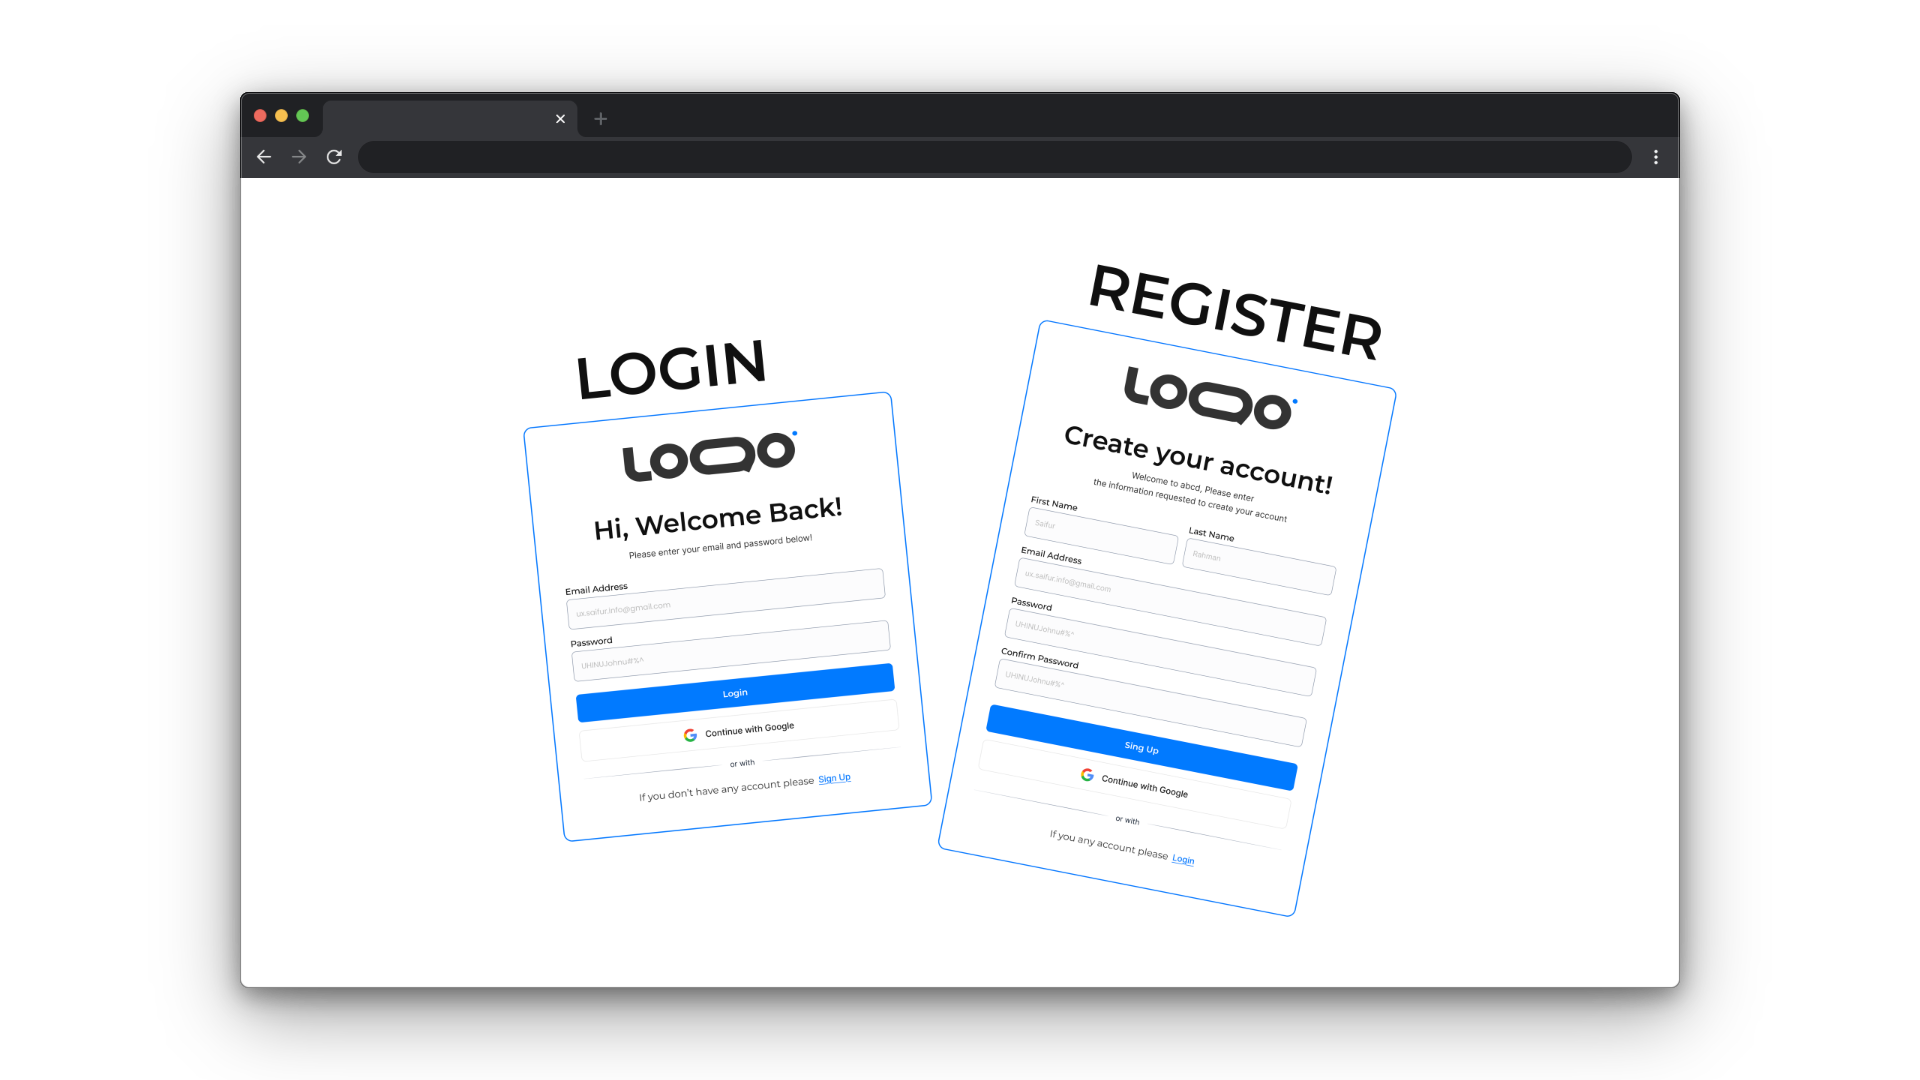 LOGIN
LOQO
Hi, Welcome Back!
Please enter your email and password below!
Email Address
ux.saifur.info@gmail.com
Password
UHINUJohnu#%^
Login
Continue with Google
or with
If you don't have any account please Sign Up
REGISTER
LOQO
Create your account!
Welcome to abcd, Please enter
the information requested to create your account
First Name
Saifur
Last Name
Rahman
Email Address
ux.saifur.info@gmail.com
Password
UHINUJohnu#%^
Confirm Password
UHINUJohnu#%^
Sing Up
Continue with Google
or with
If you any account please Login